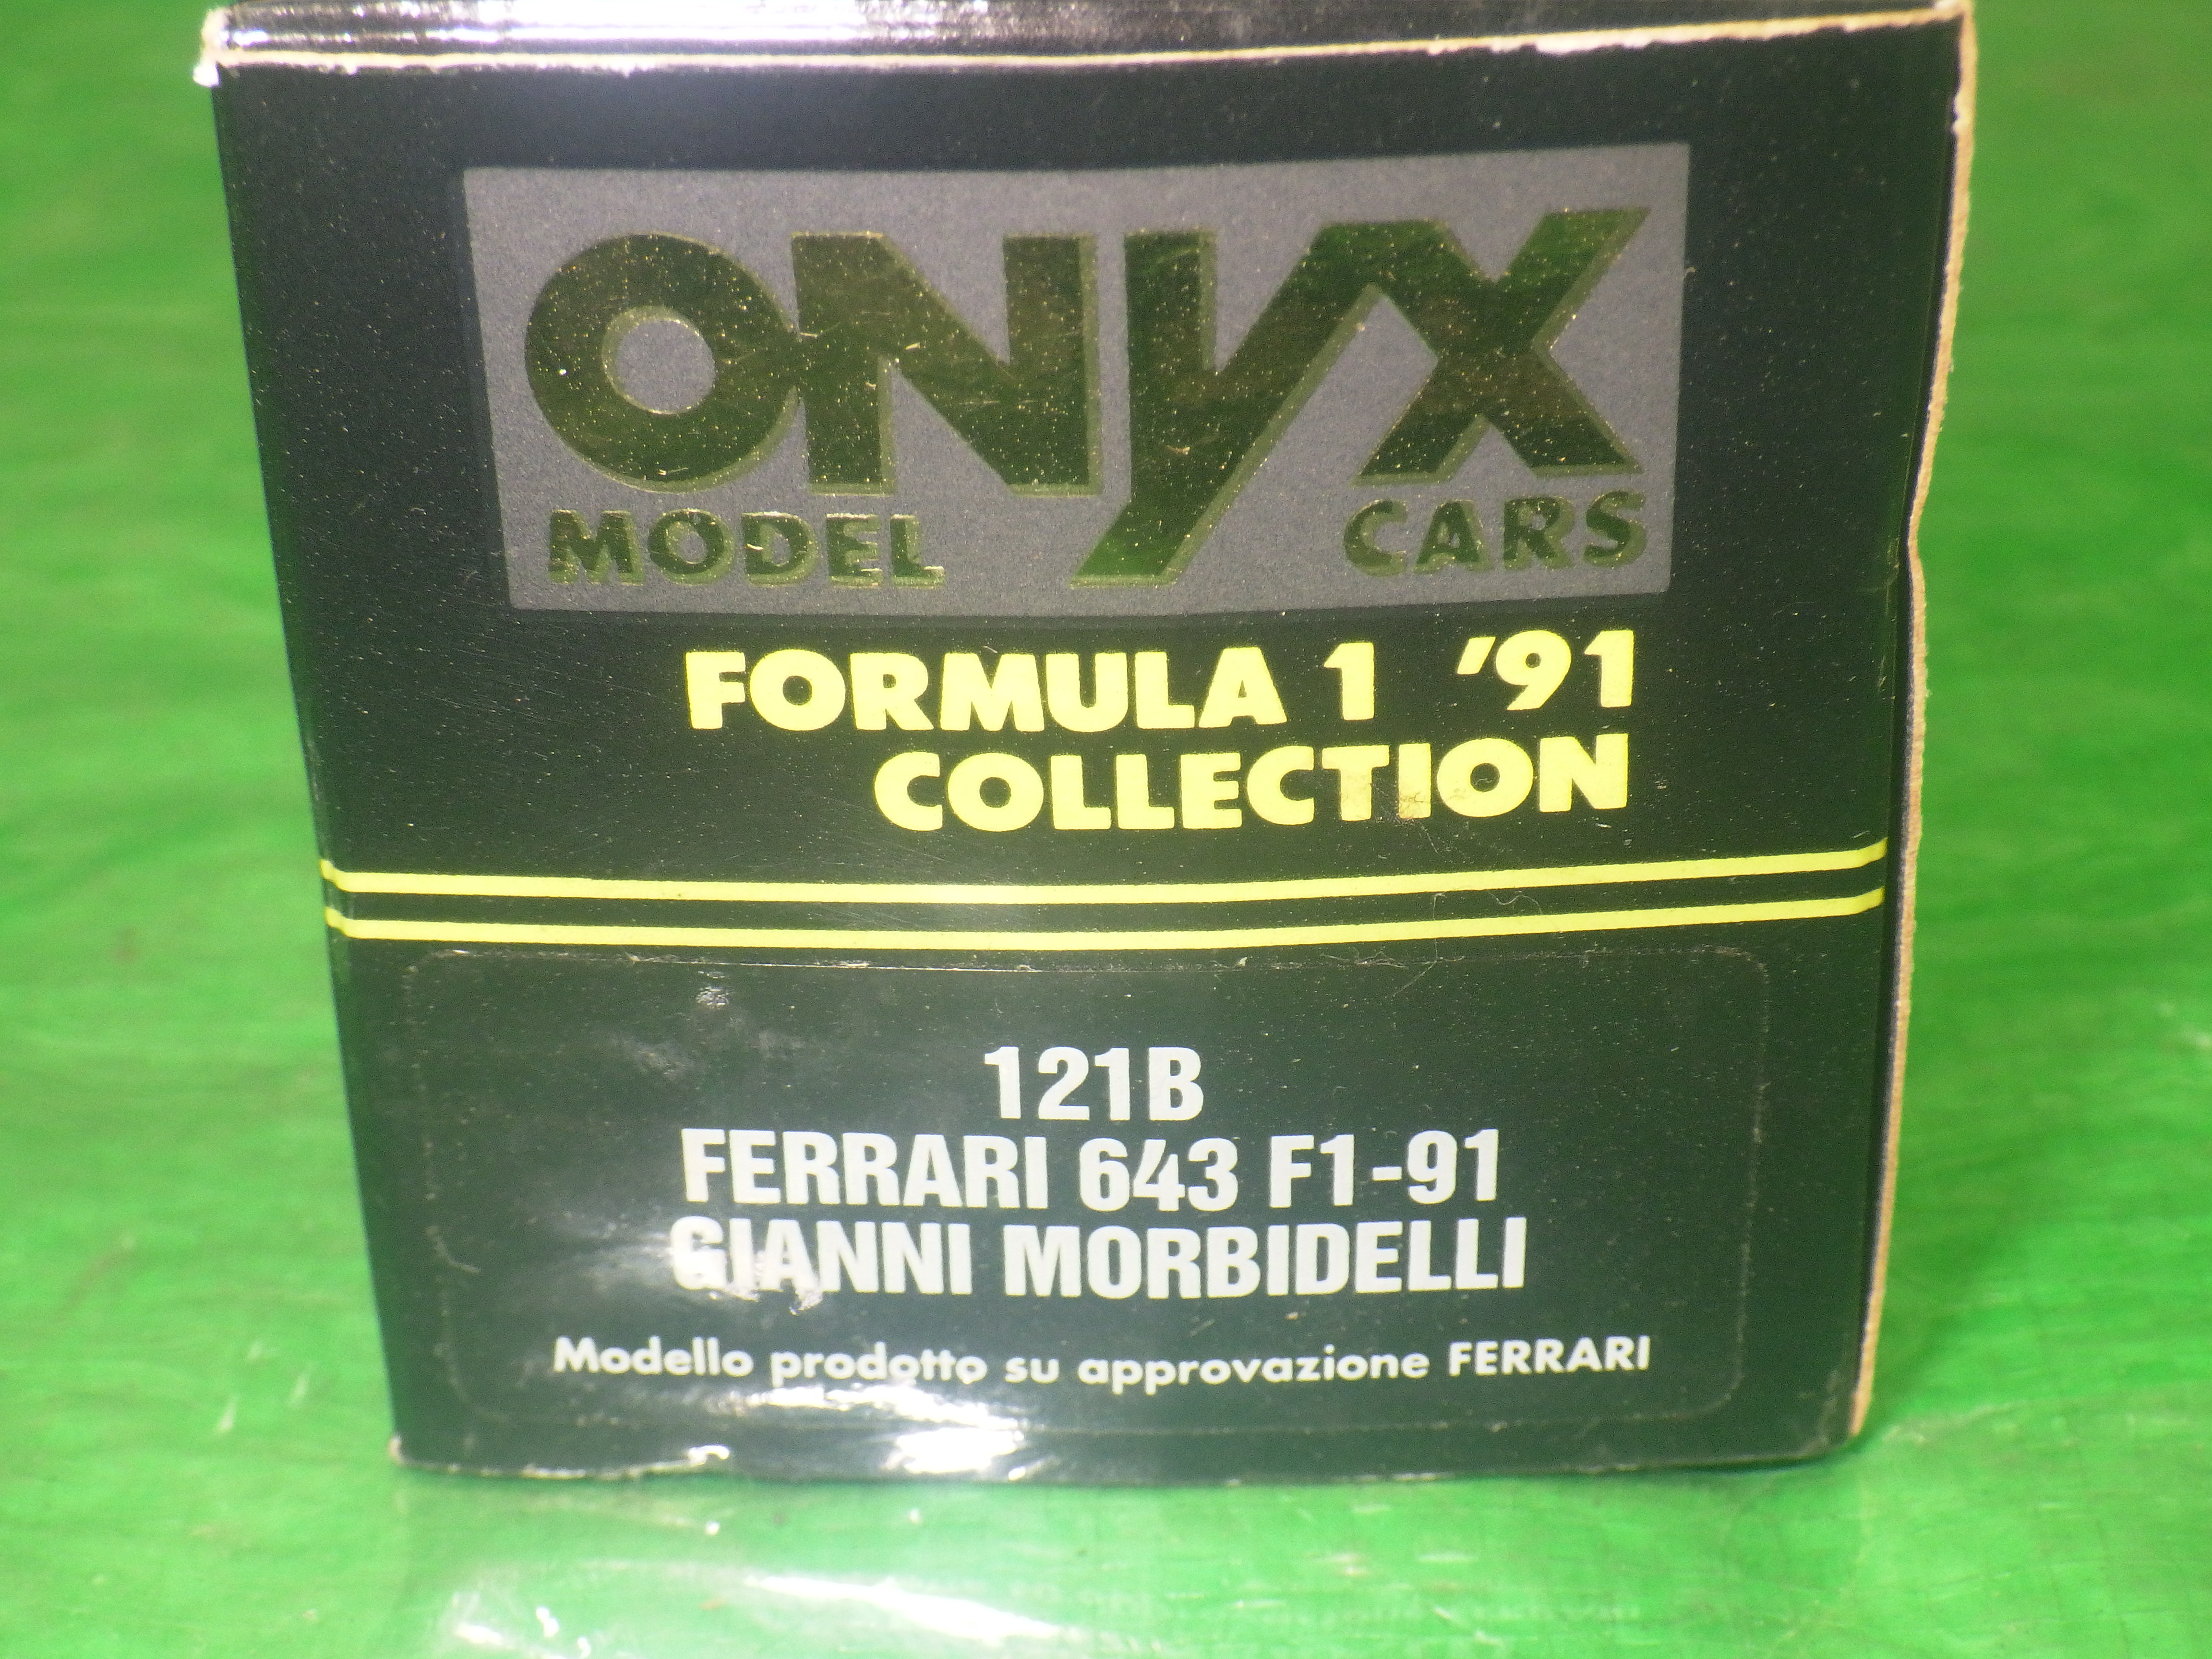 ONYX
MODEL CARS
FORMULA 1 '91
COLLECTION
121B
FERRARI 643 F1-91
GIANNI MORBIDELLI
Modello prodotto su approvazione FERRARI